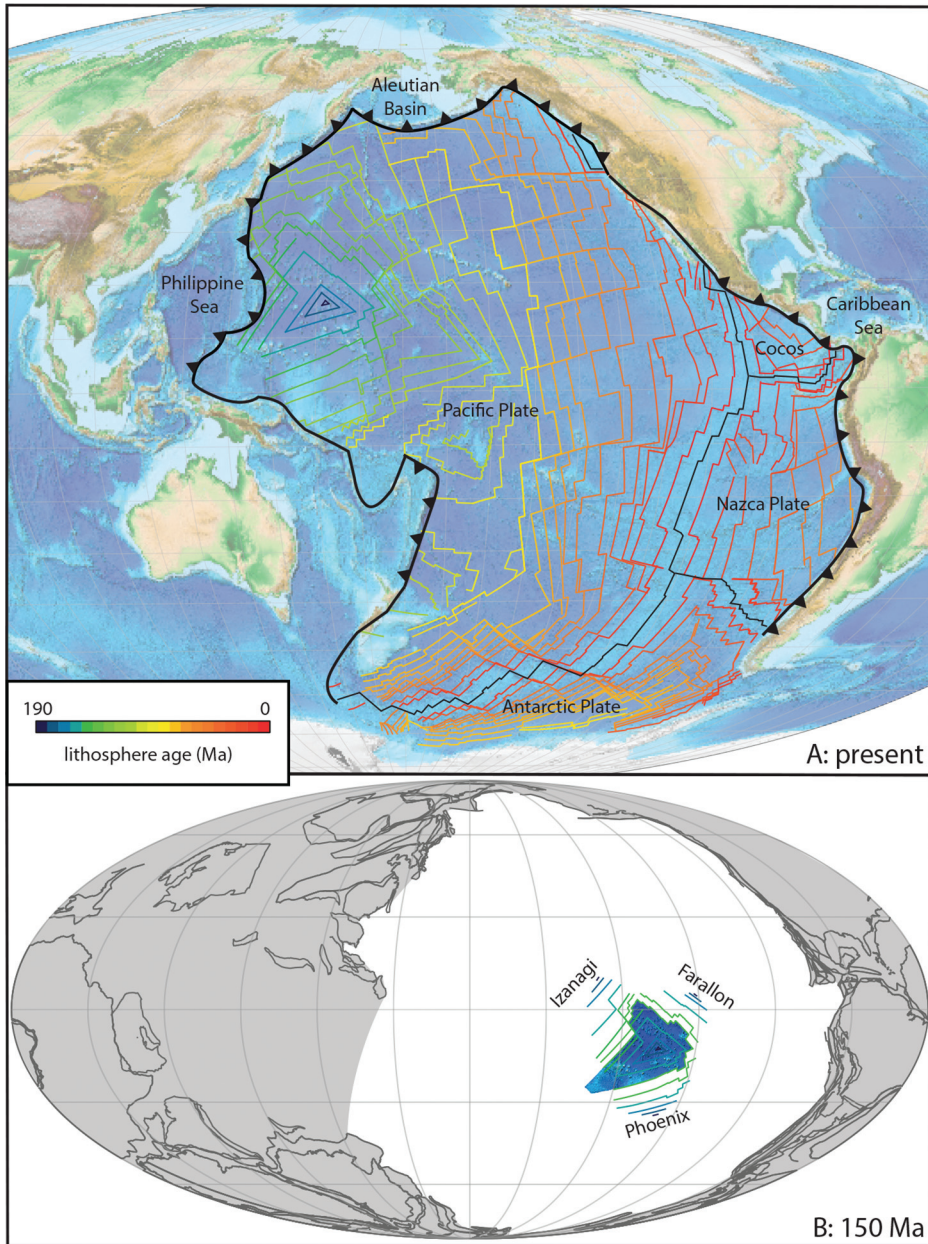 Aleutian
Basin
Philippine
Sea
Caribbean
Sea
Cocos
Pacific Plate
Nazca Plate
Antarctic Plate
190
0
lithosphere age (Ma)
A: present
Izanagi
Farallon
Phoenix
B: 150 Ma